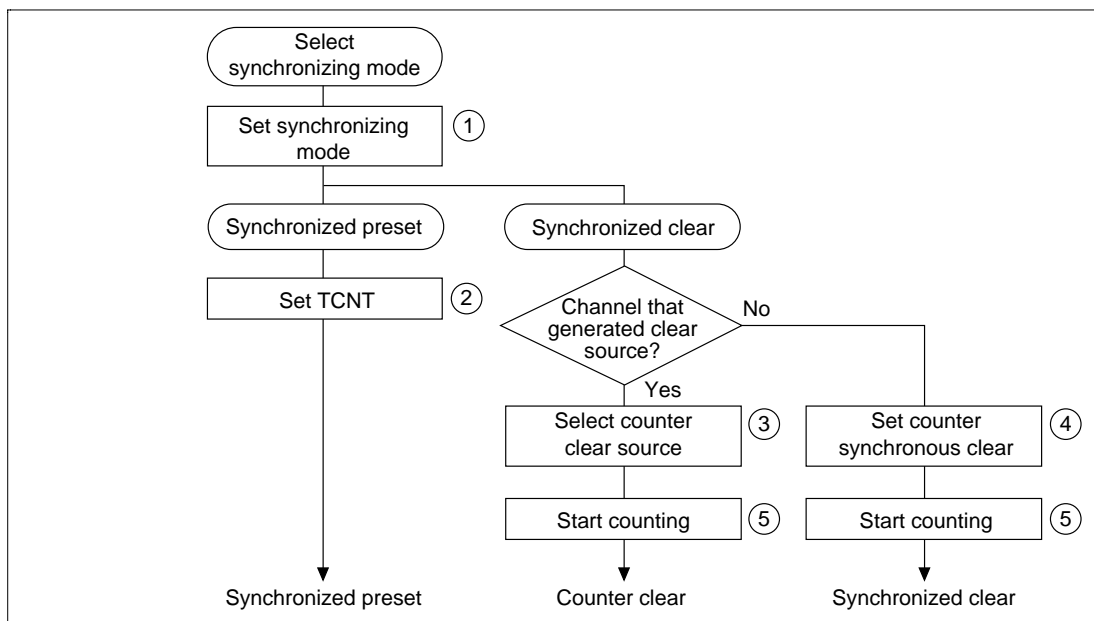 Select
synchronizing mode
Set synchronizing
mode
1
Synchronized preset
Synchronized clear
Set TCNT
2
Channel that
generated clear
source?
No
Yes
Select counter
clear source
3
Set counter
synchronous clear
4
Start counting
5
Start counting
5
Synchronized preset
Counter clear
Synchronized clear